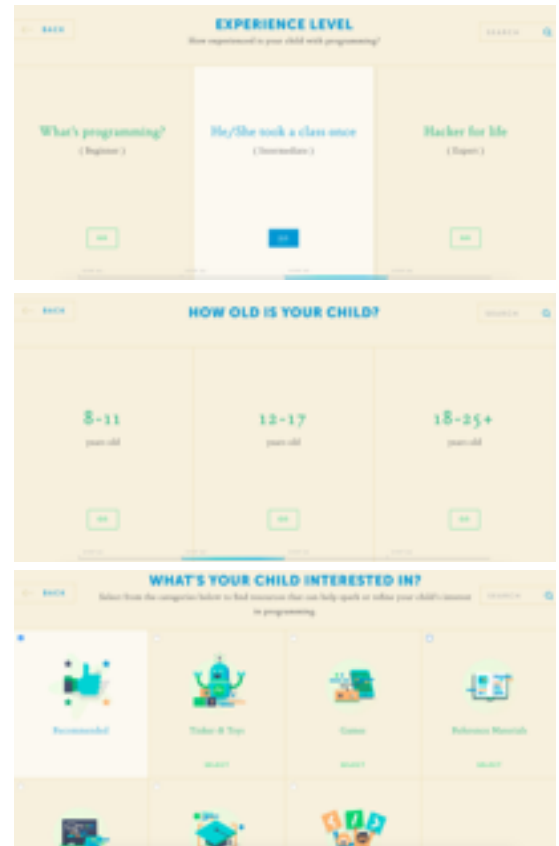 BACK
EXPERIENCE LEVEL
How experienced is your child with programming?
SEARCH
What's programming?
( Beginner )
He/She took a class once
( Intermediate )
Hacker for life
( Expert )
GO
GO
GO
BACK
HOW OLD IS YOUR CHILD?
SEARCH
8-11
years old
12-17
years old
18-25+
years old
GO
GO
GO
BACK
WHAT'S YOUR CHILD INTERESTED IN?
Select from the categories below to find resources that can help spark or refine your child's interest
in programming.
SEARCH
Recommended
Tinker & Toys
SELECT
Games
SELECT
Reference Materials
SELECT